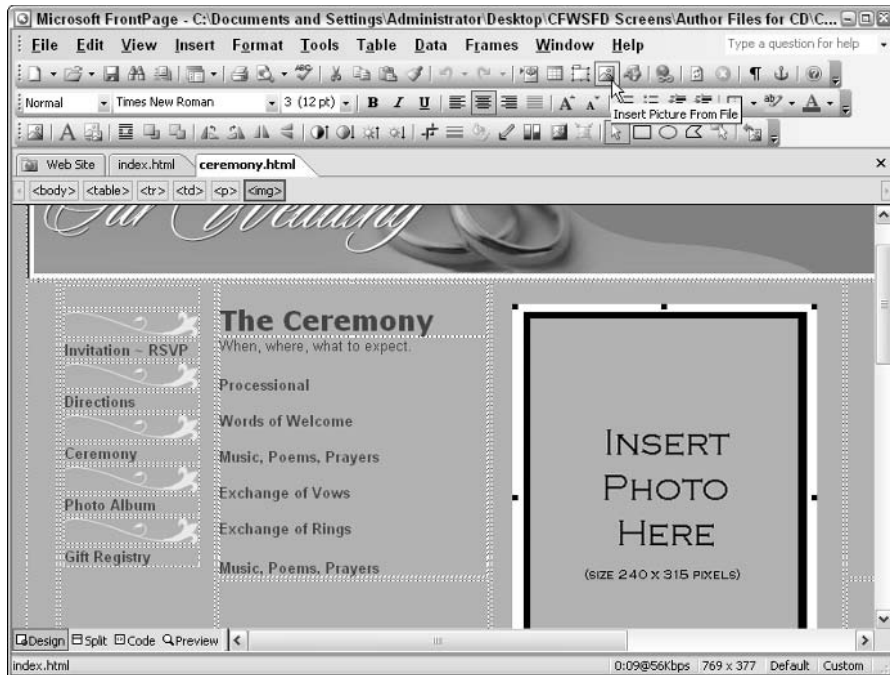 Microsoft FrontPage - C:\Documents and Settings\Administrator\Desktop\CFWSFD Screens\Author Files for CD\C...
File Edit View Insert Format Tools Table Data Frames Window Help Type a question for help
Normal Times New Roman 3 (12 pt) B I U A A A
Insert Picture From File
A
Web Site index.html ceremony.html
<body> <table> <tr> <td> <p> <img>
Our Wedding
The Ceremony
When, where, what to expect.
Invitation ~ RSVP
Directions
Ceremony
Photo Album
Gift Registry
Processional
Words of Welcome
Music, Poems, Prayers
Exchange of Vows
Exchange of Rings
Music, Poems, Prayers
INSERT
PHOTO
HERE
(SIZE 240 X 315 PIXELS)
Design Split Code Preview
index.html 0:09@56Kbps 769 x 377 Default Custom